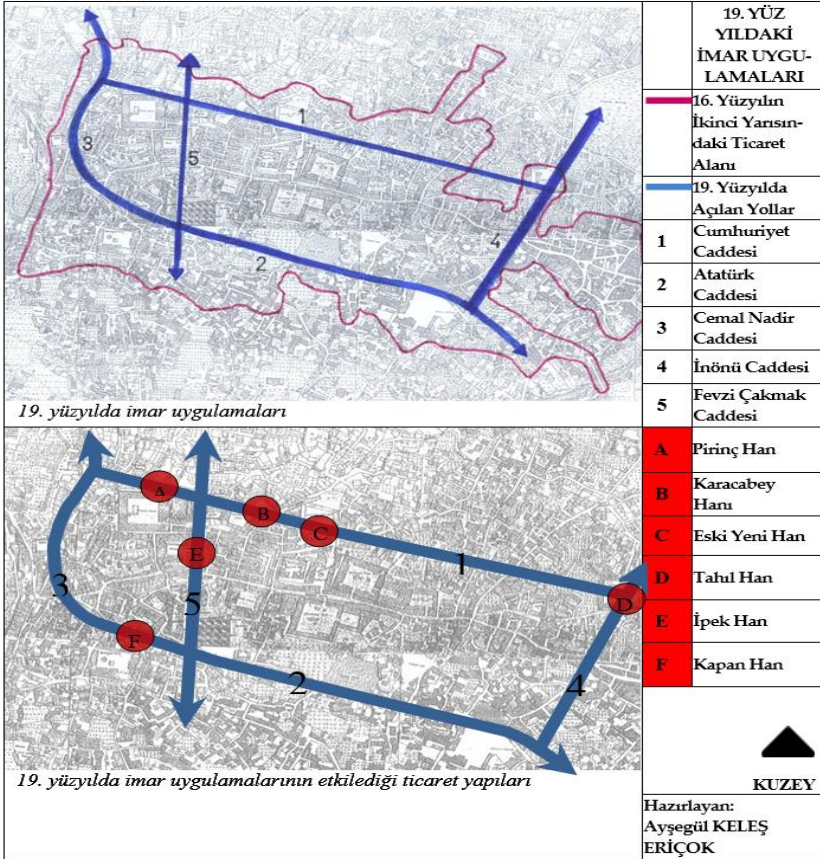 1
3
5
4
2
19. yüzyılda imar uygulamaları
A
B
C
E
1
3
5
D
F
2
4
19. yüzyılda imar uygulamalarının etkilediği ticaret yapıları
19. YÜZ
YILDAKİ
İMAR UYGU-
LAMALARI
16. Yüzyılın
İkinci Yarısın-
daki Ticaret
Alanı
19. Yüzyılda
Açılan Yollar
1 Cumhuriyet
Caddesi
2 Atatürk
Caddesi
3 Cemal Nadir
Caddesi
4 İnönü Caddesi
5 Fevzi Çakmak
Caddesi
A Pirinç Han
B Karacabey
Hanı
C Eski Yeni Han
D Tahıl Han
E İpek Han
F Kapan Han
KUZEY
Hazırlayan:
Ayşegül KELEŞ
ERİÇOK